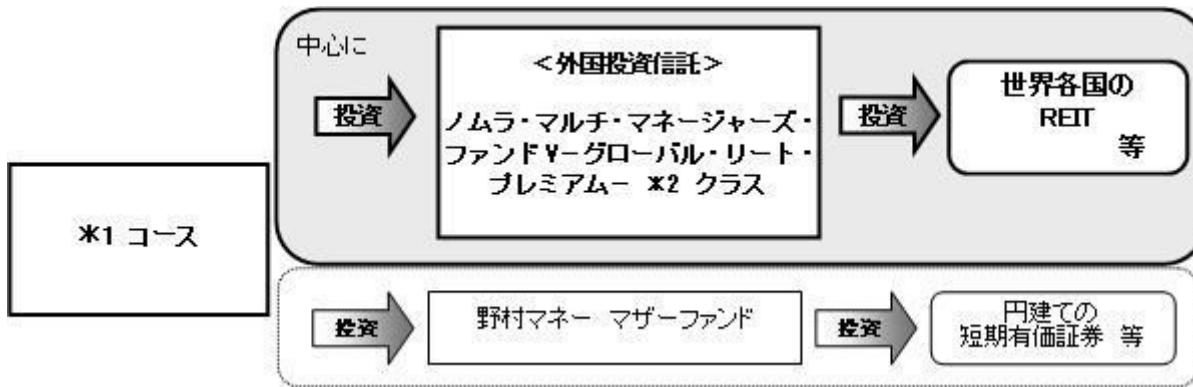 中心に
投資
＜外国投資信託＞
ノムラ・マルチ・マネージャーズ・
ファンドⅤ－グローバル・リート・
プレミアム－ *2 クラス
投資
世界各国の
REIT
等
*1 コース
投資
野村マネー マザーファンド
投資
円建ての
短期有価証券 等